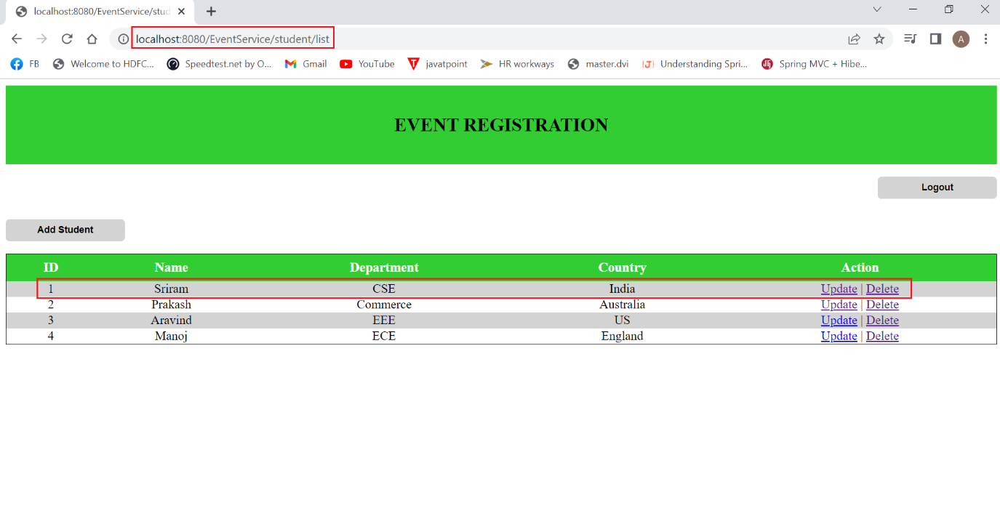 localhost:8080/EventService/stud
localhost:8080/EventService/student/list
A
FB Welcome to HDFC... Speedtest.net by O... Gmail YouTube javatpoint HR workways master.dvi Understanding Spri... Spring MVC + Hibe...
EVENT REGISTRATION
Logout
Add Student
ID Name Department Country Action
1 Sriram CSE India Update | Delete
2 Prakash Commerce Australia Update | Delete
3 Aravind EEE US Update | Delete
4 Manoj ECE England Update | Delete